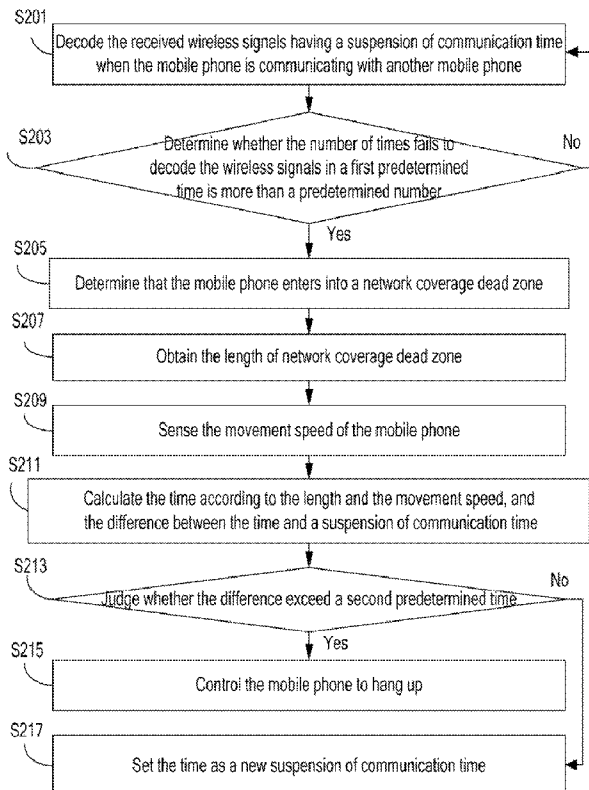 S201
Decode the received wireless signals having a suspension of communication time
when the mobile phone is communicating with another mobile phone
S203
Determine whether the number of times fails to
decode the wireless signals in a first predetermined
time is more than a predetermined number
No
Yes
S205
Determine that the mobile phone enters into a network coverage dead zone
S207
Obtain the length of network coverage dead zone
S209
Sense the movement speed of the mobile phone
S211
Calculate the time according to the length and the movement speed, and
the difference between the time and a suspension of communication time
S213
Judge whether the difference exceed a second predetermined time
No
Yes
S215
Control the mobile phone to hang up
S217
Set the time as a new suspension of communication time